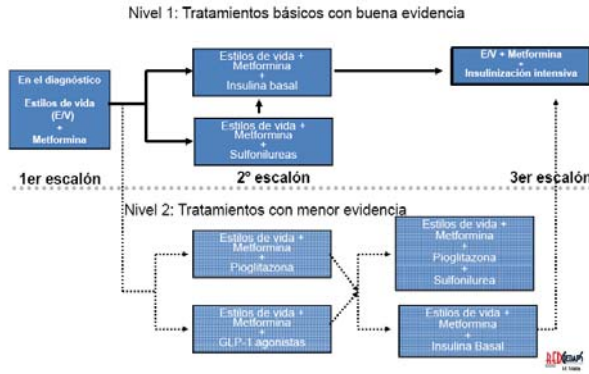 Nivel 1: Tratamientos básicos con buena evidencia
En el diagnóstico
Estilos de vida
(E/V)
+
Metformina
Estilos de vida +
Metformina
+
Insulina basal
Estilos de vida +
Metformina
+
Sulfonilureas
E/V + Metformina
+
Insulinización intensiva
1er escalón
2º escalón
3er escalón
Nivel 2: Tratamientos con menor evidencia
Estilos de vida +
Metformina
+
Pioglitazona
Estilos de vida +
Metformina
+
GLP-1 agonistas
Estilos de vida +
Metformina
+
Pioglitazona
+
Sulfonilurea
Estilos de vida +
Metformina
+
Insulina Basal